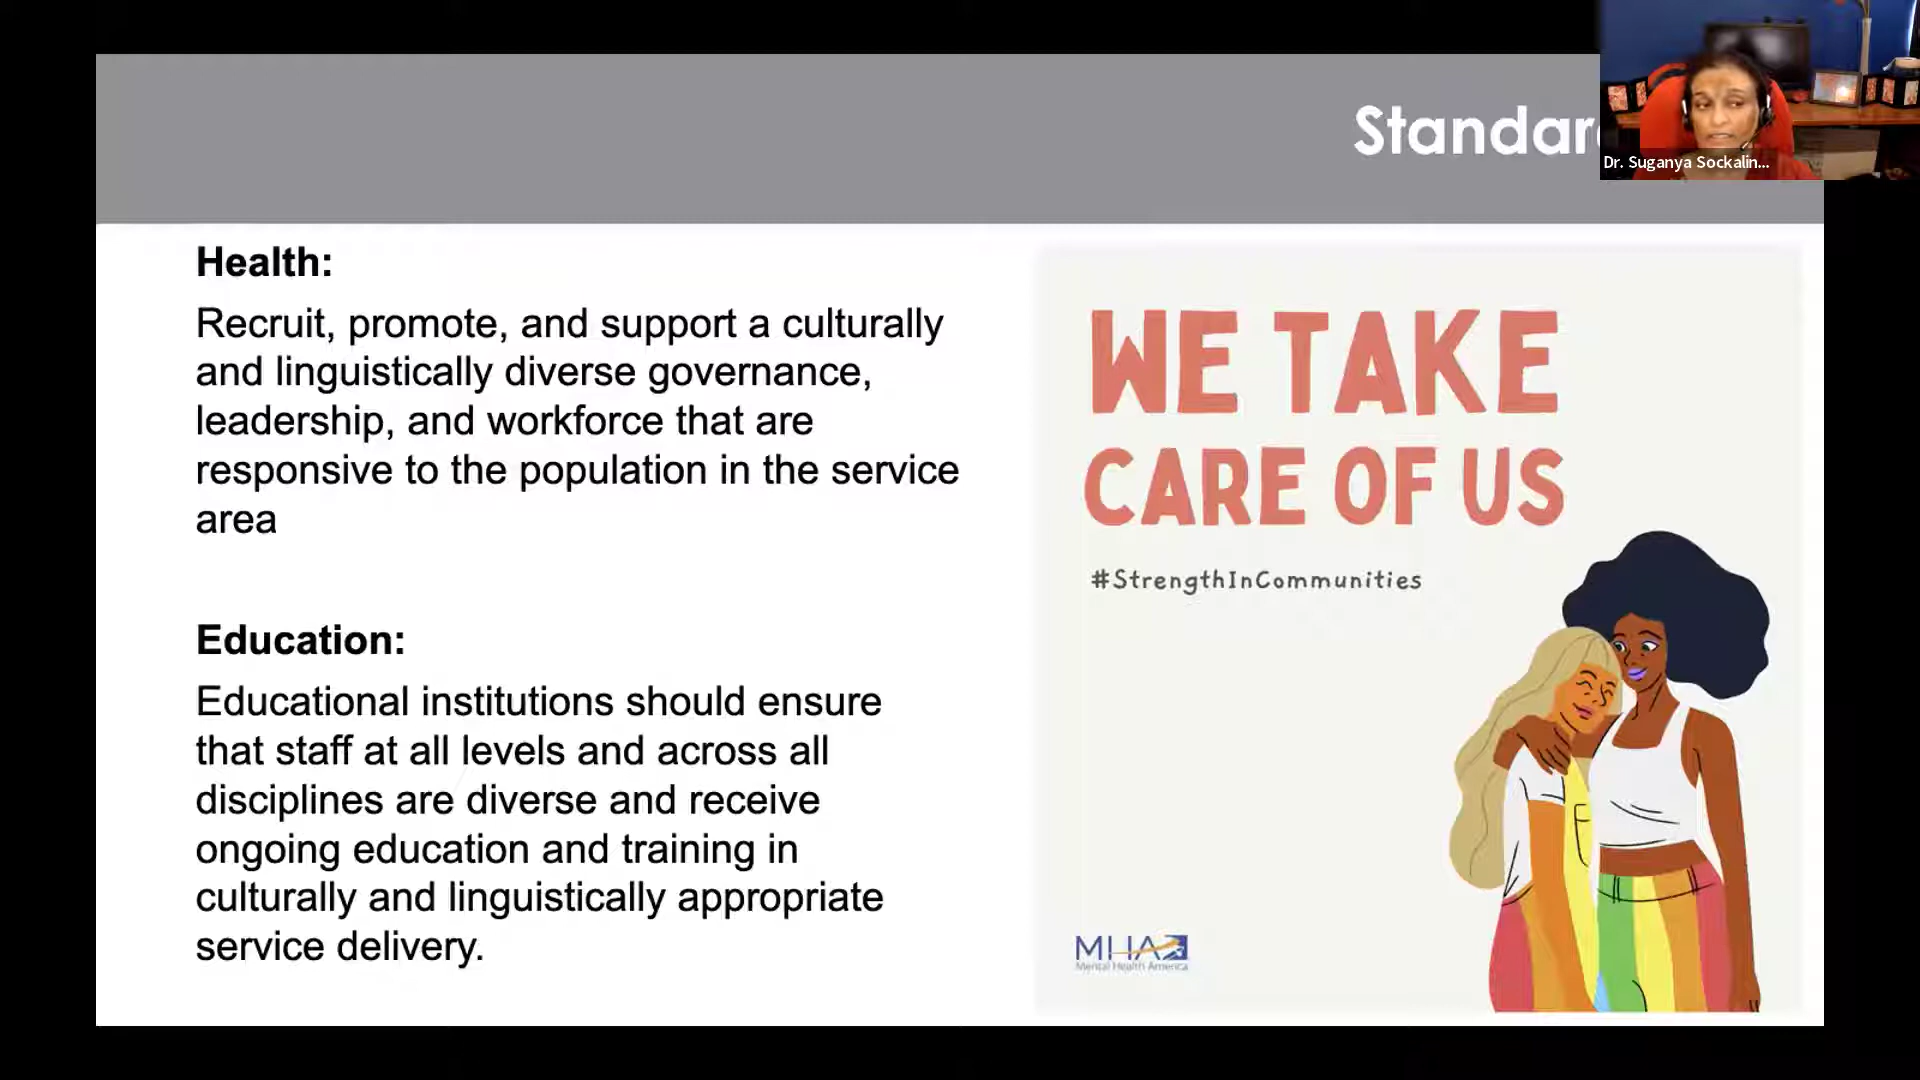 Standar
Dr. Suganya Sockalin...
Health:
Recruit, promote, and support a culturally
and linguistically diverse governance,
leadership, and workforce that are
responsive to the population in the service
area
Education:
Educational institutions should ensure
that staff at all levels and across all
disciplines are diverse and receive
ongoing education and training in
culturally and linguistically appropriate
service delivery.
WE TAKE
CARE OF US
#StrengthInCommunities
MHA
Mental Health America